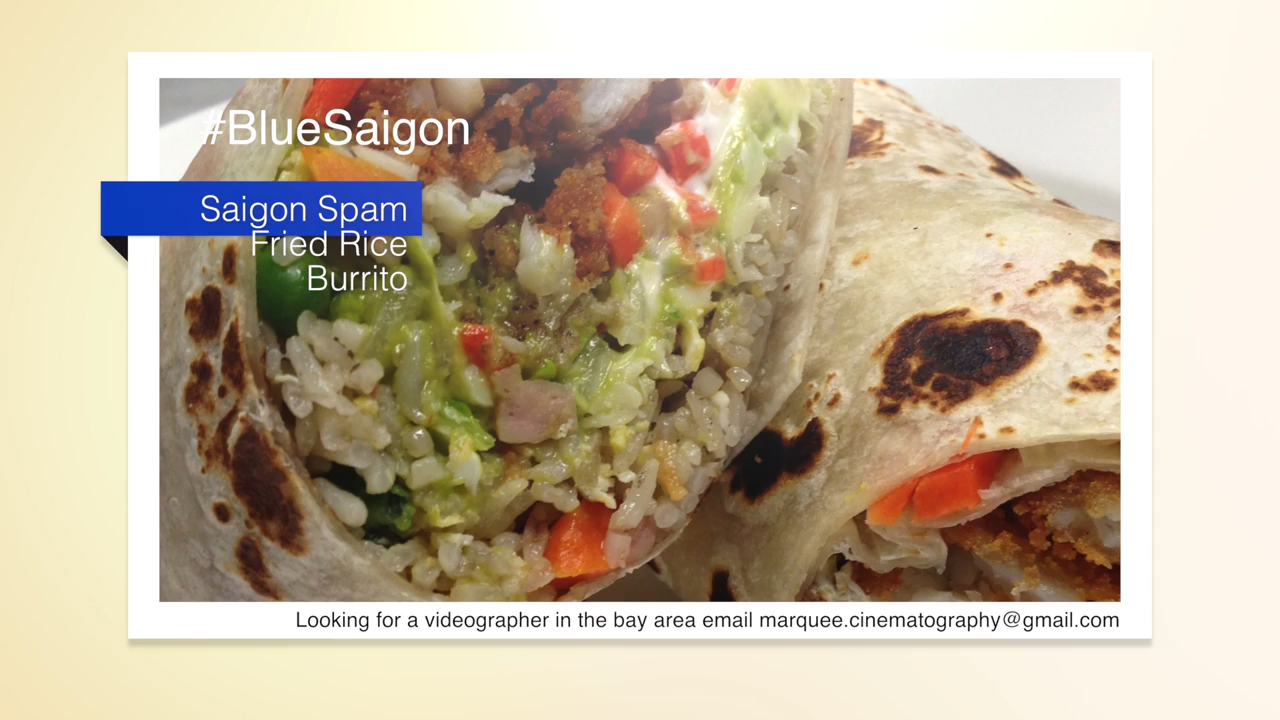 #BlueSaigon
Saigon Spam
Fried Rice
Burrito
Looking for a videographer in the bay area email marquee.cinematography@gmail.com